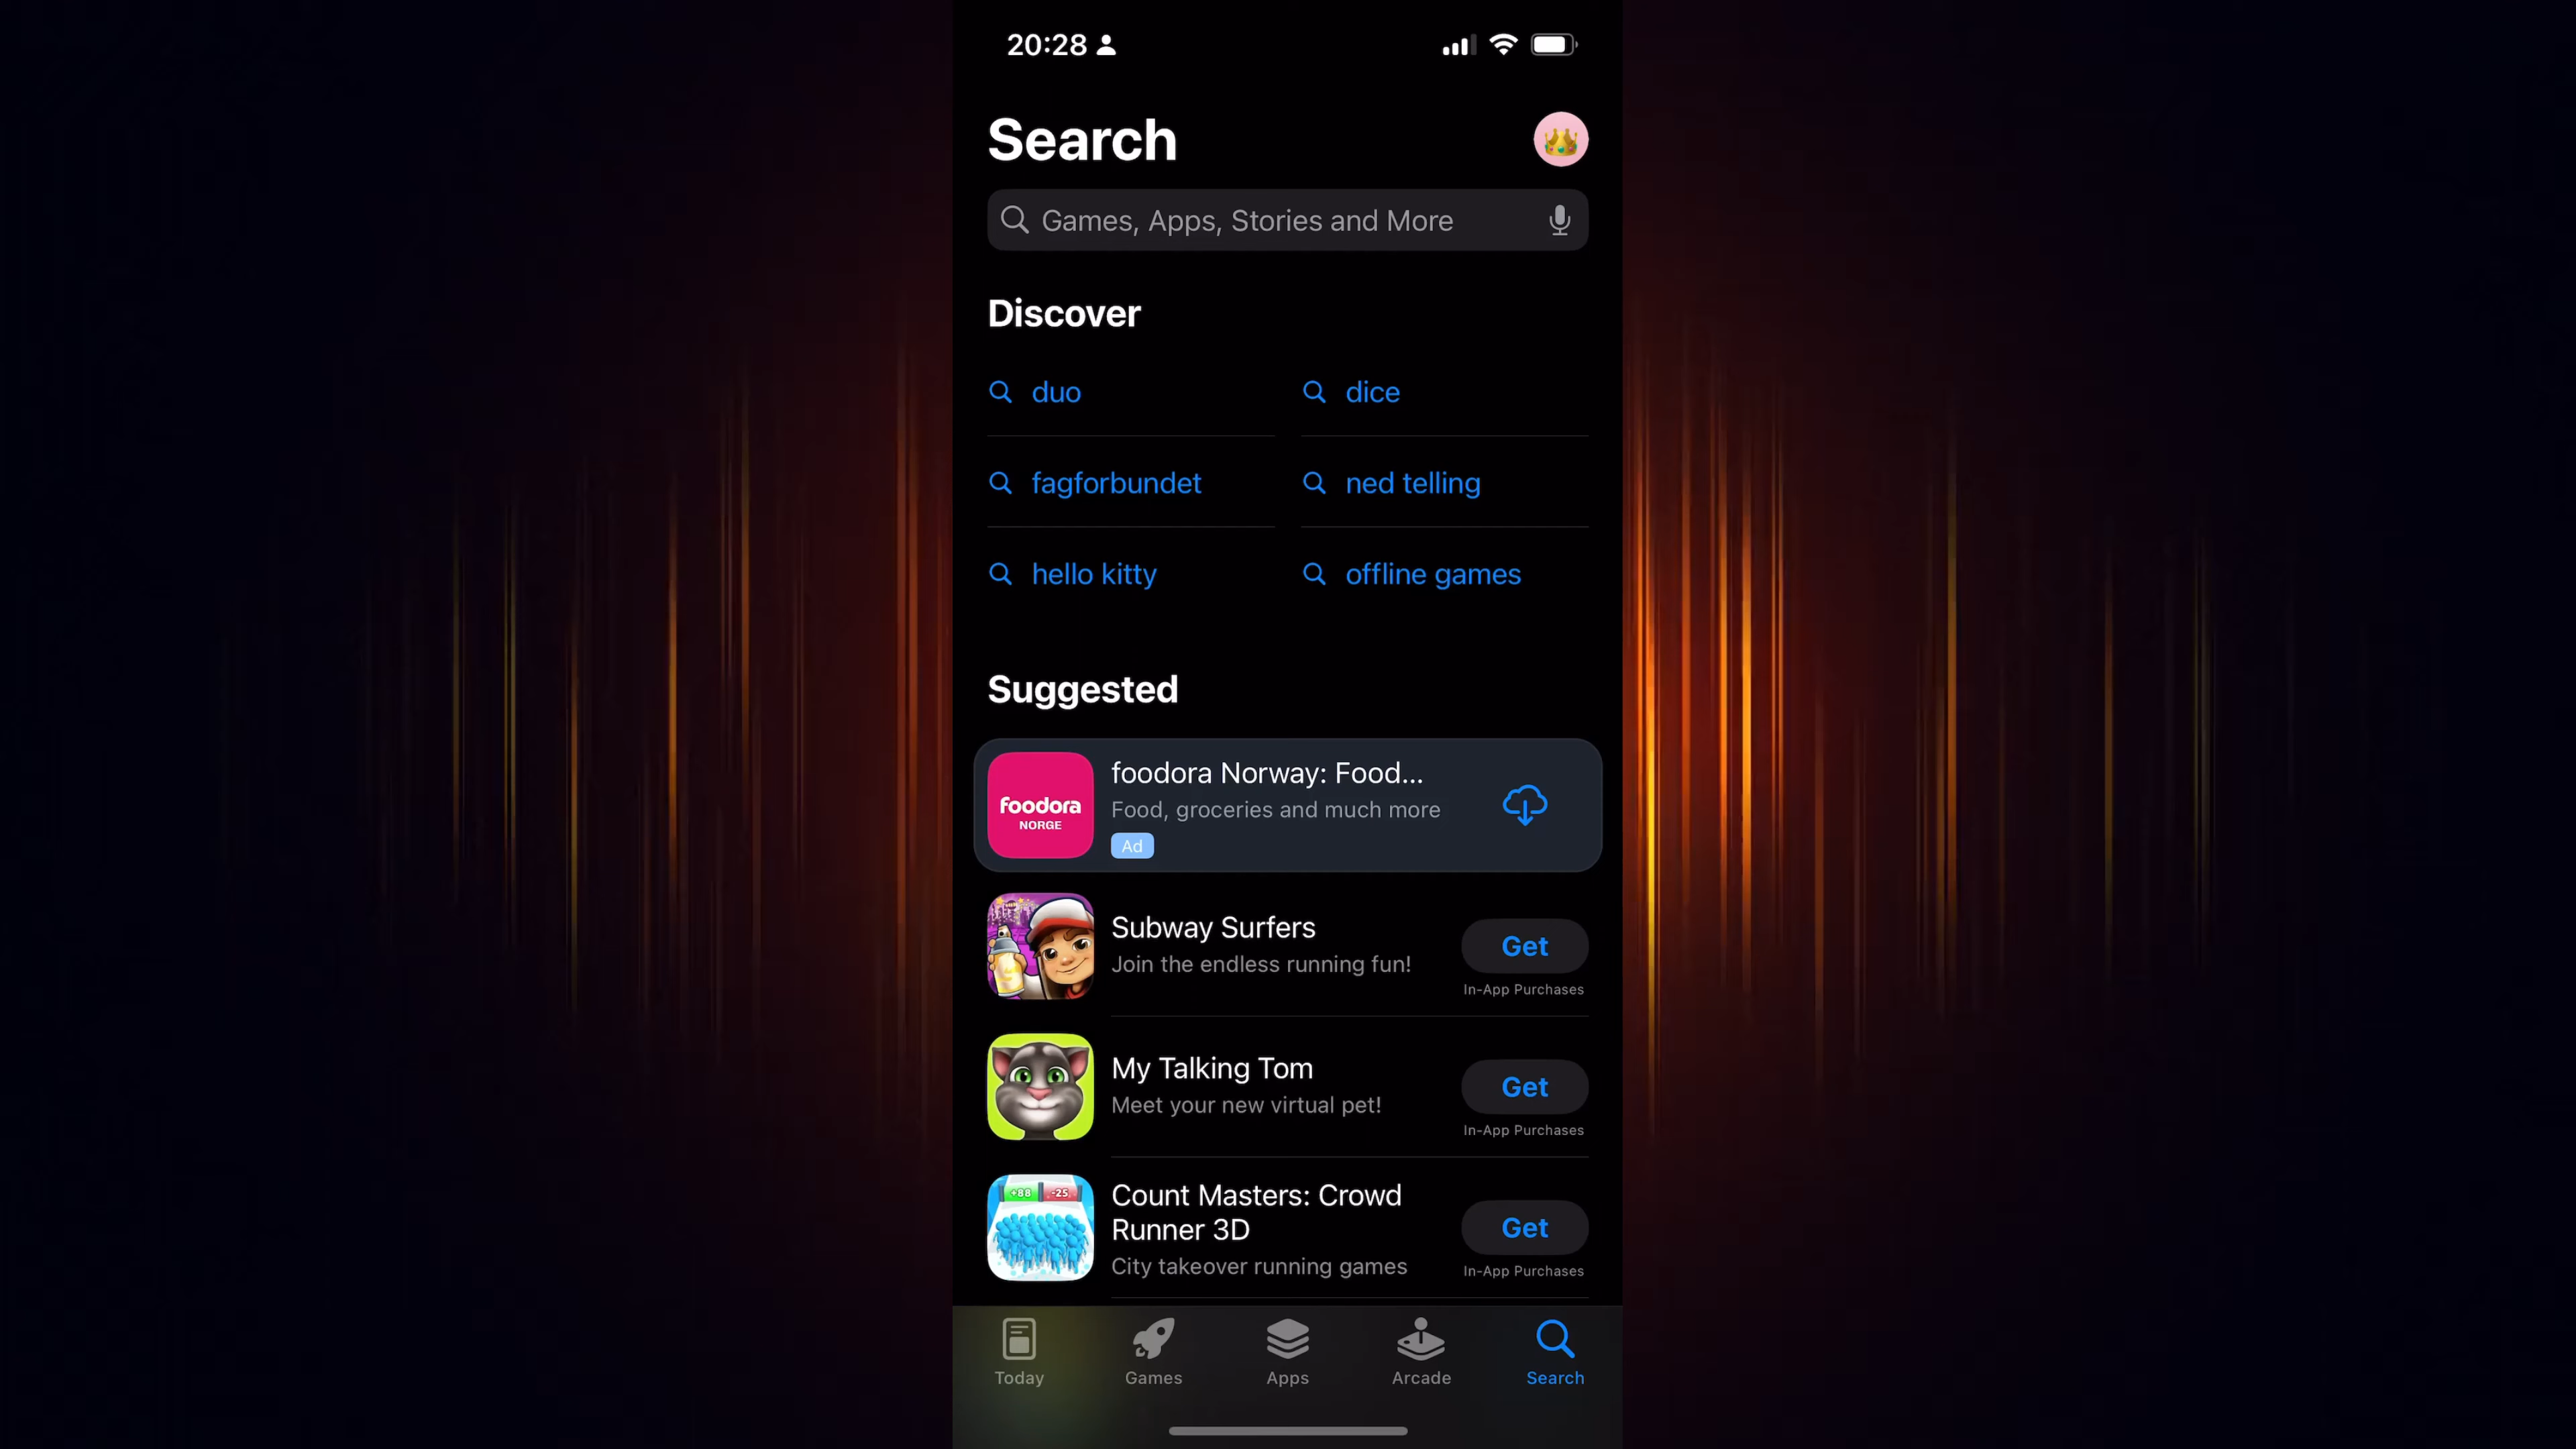 20:28
Search
Games, Apps, Stories and More
Discover
duo
dice
fagforbundet
ned telling
hello kitty
offline games
Suggested
foodora
NORGE
foodora Norway: Food...
Food, groceries and much more
Ad
Subway Surfers
Join the endless running fun!
Get
In-App Purchases
My Talking Tom
Meet your new virtual pet!
Get
In-App Purchases
+88 -25
Count Masters: Crowd
Runner 3D
City takeover running games
Get
In-App Purchases
Today Games Apps Arcade Search